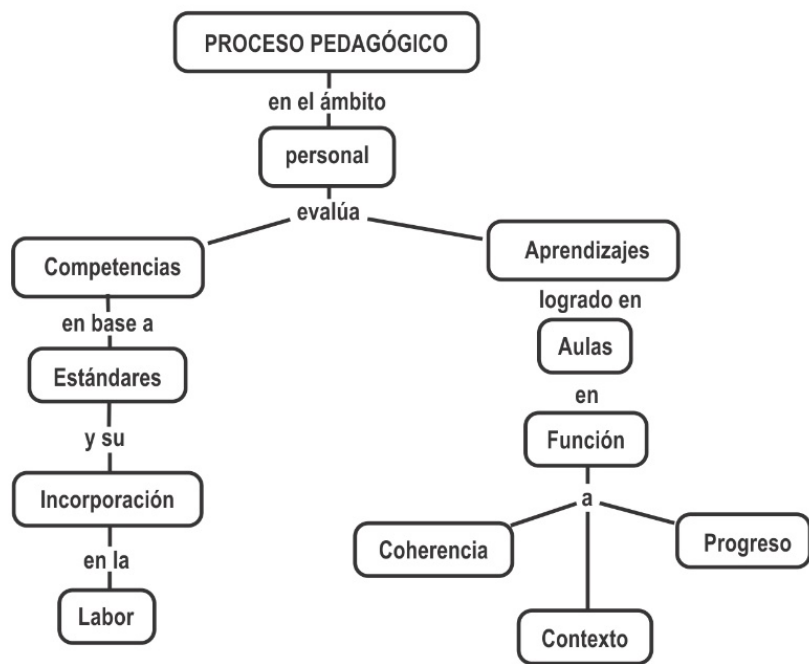 PROCESO PEDAGÓGICO
en el ámbito
personal
evalúa
Competencias
en base a
Estándares
y su
Incorporación
en la
Labor
Aprendizajes
logrado en
Aulas
en
Función
a
Coherencia
Contexto
Progreso